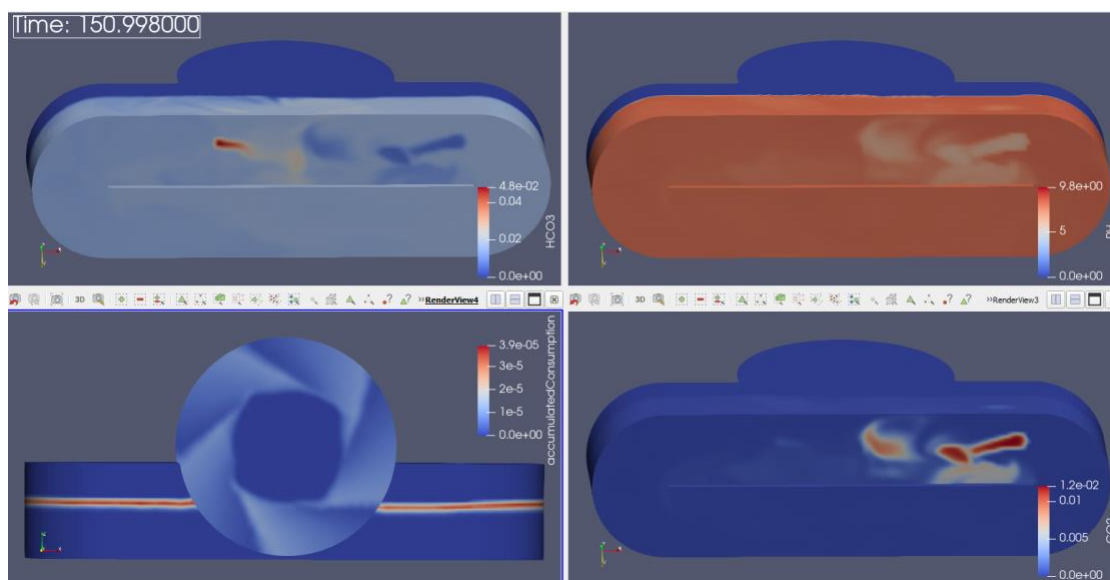 Time: 150.998000
4.8e-02
0.04
0.02
0.0e+00
HCO3
9.8e+00
5
0.0e+00
3D
»RenderView4
3D
»RenderView3
3.9e-05
3e-5
2e-5
1e-5
0.0e+00
accumulatedConsumption
1.2e-02
0.01
0.005
0.0e+00